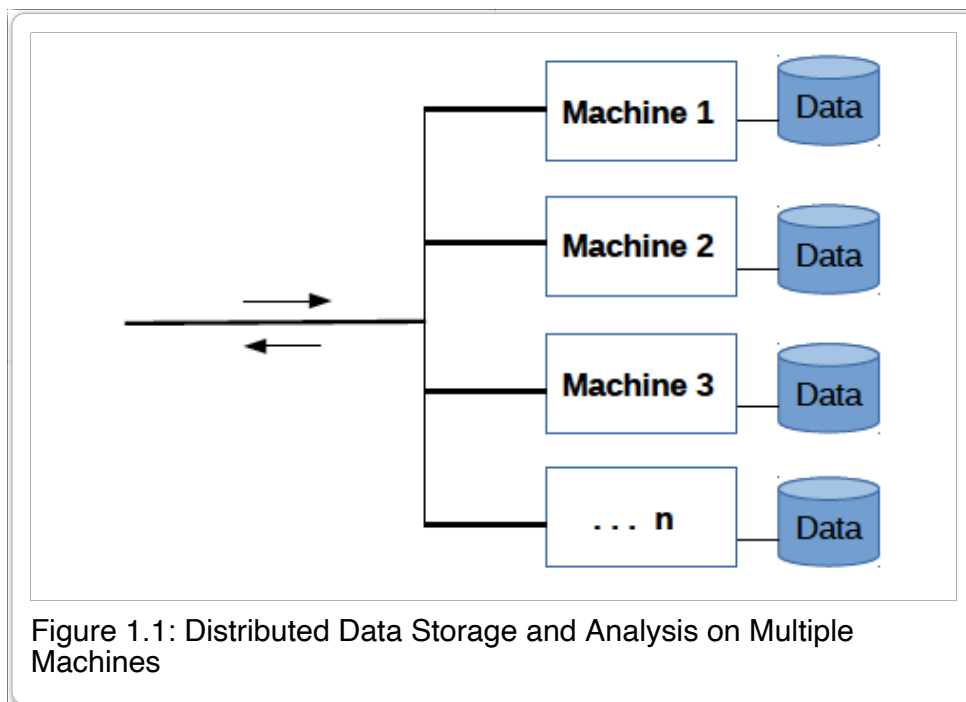 Machine 1
Data
Machine 2
Data
Machine 3
Data
... n
Data
Figure 1.1: Distributed Data Storage and Analysis on Multiple
Machines